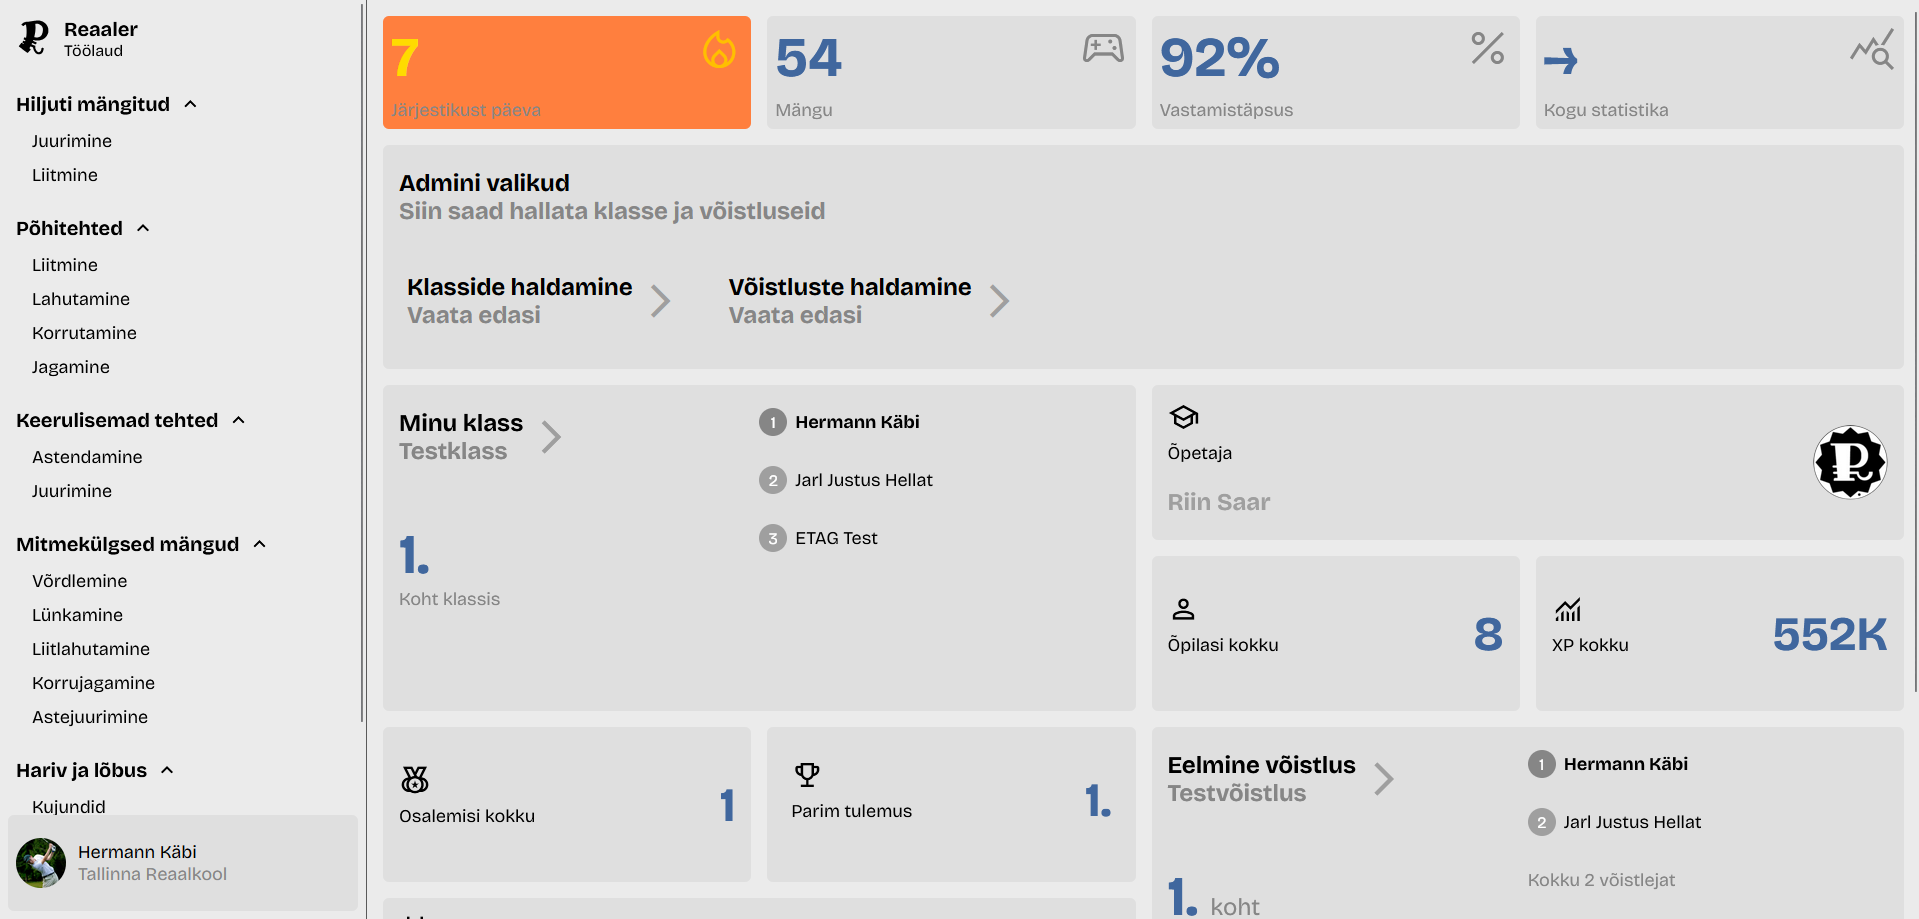 Reaaler
Töölaud
Hiljuti mängitud
Juurimine
Liitmine
Põhitehted
Liitmine
Lahutamine
Korrutamine
Jagamine
Keerulisemad tehted
Astendamine
Juurimine
Mitmekülgsed mängud
Võrdlemine
Lünkamine
Liitlahutamine
Korrujagamine
Astejuurimine
Hariv ja lõbus
Kujundid
Hermann Käbi
Tallinna Reaalkool
7
Järjestikust päeva
54
Mängu
92%
Vastamistäpsus
→
Kogu statistika
Admini valikud
Siin saad hallata klasse ja võistluseid
Klasside haldamine
Vaata edasi
Võistluste haldamine
Vaata edasi
Minu klass
Testklass
1.
Koht klassis
1 Hermann Käbi
2 Jarl Justus Hellat
3 ETAG Test
Õpetaja
Riin Saar
Õpilasi kokku
8
XP kokku
552K
Osalemisi kokku
1
Parim tulemus
1.
Eelmine võistlus
Testvõistlus
1. koht
1 Hermann Käbi
2 Jarl Justus Hellat
Kokku 2 võistlejat